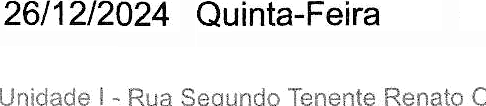 26/12/2024 Quinta-Feira
Unidade I - Rua Segundo Tenente Renato